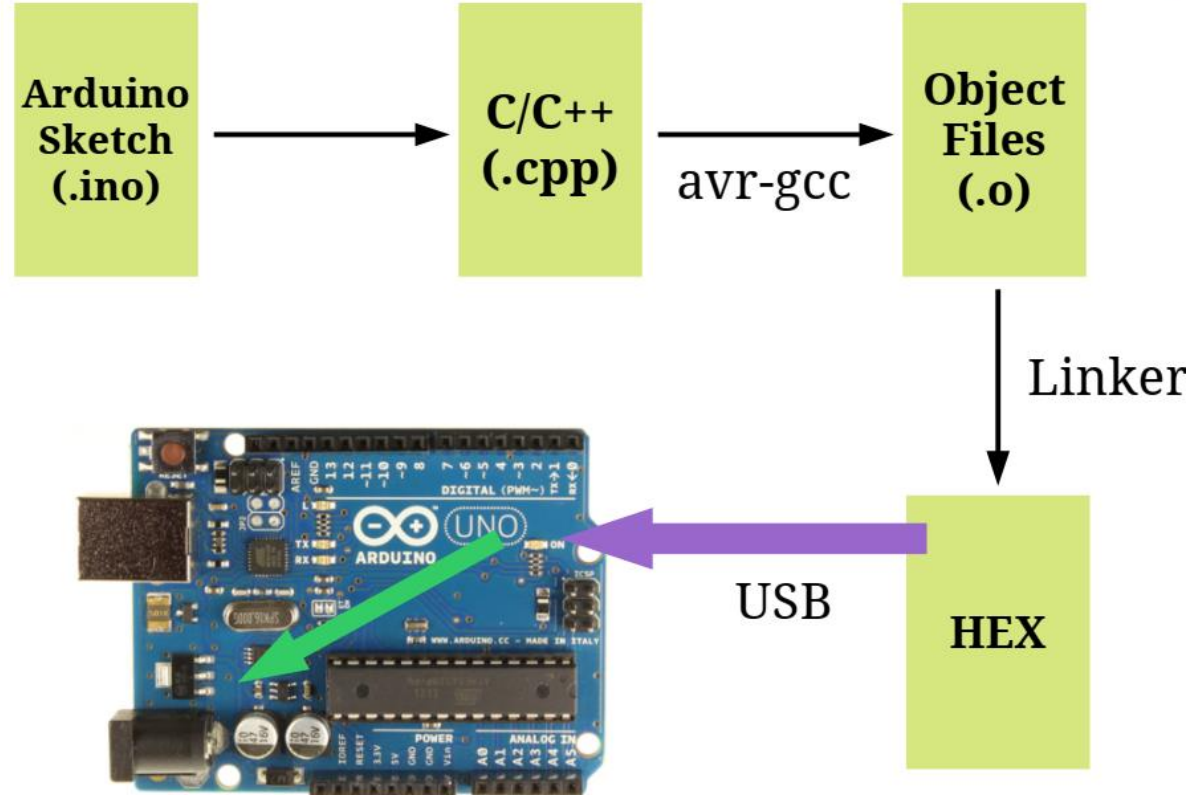 Arduino
Sketch
(.ino)
C/C++
(.cpp)
avr-gcc
Object
Files
(.o)
Linker
HEX
USB
RESET
AREF
GND
13
12
~11
~10
~9
8
7
~6
~5
4
~3
2
TX→1
RX←0
DIGITAL (PWM~)
L
TX
RX
UNO
ARDUINO
ON
ICSP
WWW.ARDUINO.CC - MADE IN ITALY
IOREF
RESET
3.3V
5V
GND
GND
Vin
POWER
ANALOG IN
A0
A1
A2
A3
A4
A5